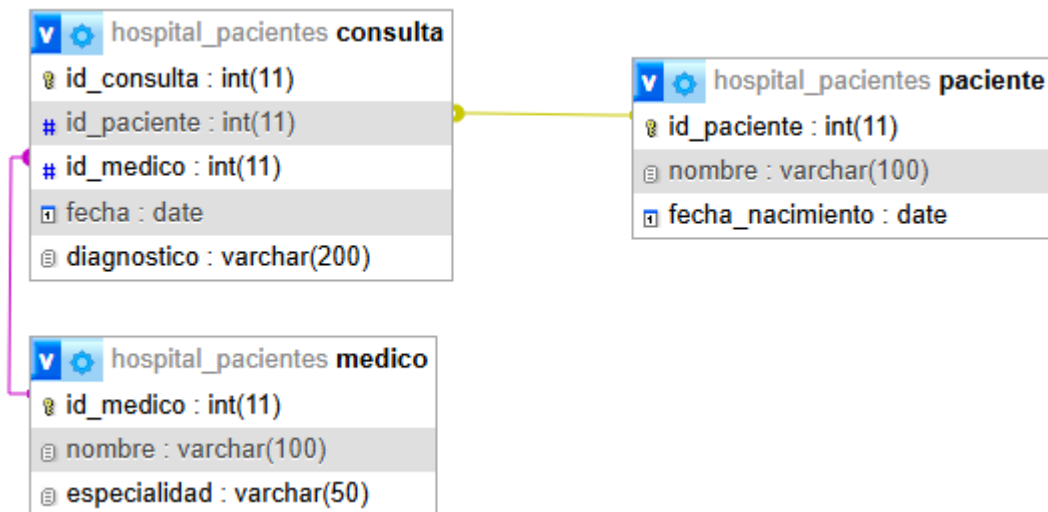 v hospital_pacientes consulta
id_consulta : int(11)
# id_paciente : int(11)
# id_medico : int(11)
fecha : date
diagnostico : varchar(200)
v hospital_pacientes paciente
id_paciente : int(11)
nombre : varchar(100)
fecha_nacimiento : date
v hospital_pacientes medico
id_medico : int(11)
nombre : varchar(100)
especialidad : varchar(50)